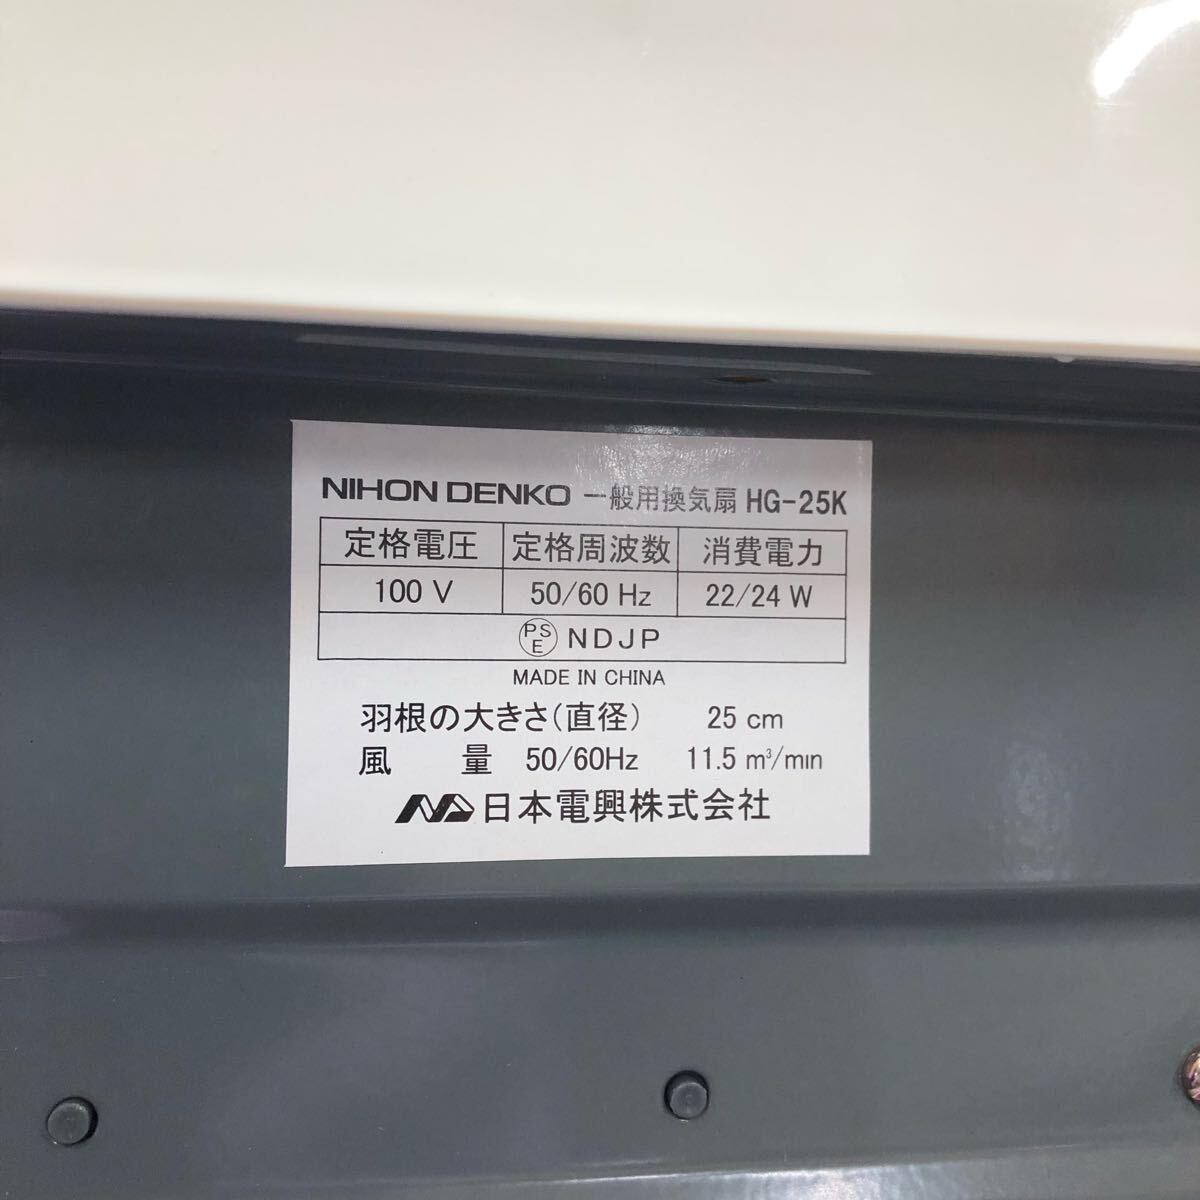 NIHON DENKO 一般用換気扇 HG-25K
定格電圧 定格周波数 消費電力
100 V 50/60 Hz 22/24 W
PSE NDJP
MADE IN CHINA
羽根の大きさ(直径) 25 cm
風 量 50/60Hz 11.5 m³/min
日本電興株式会社